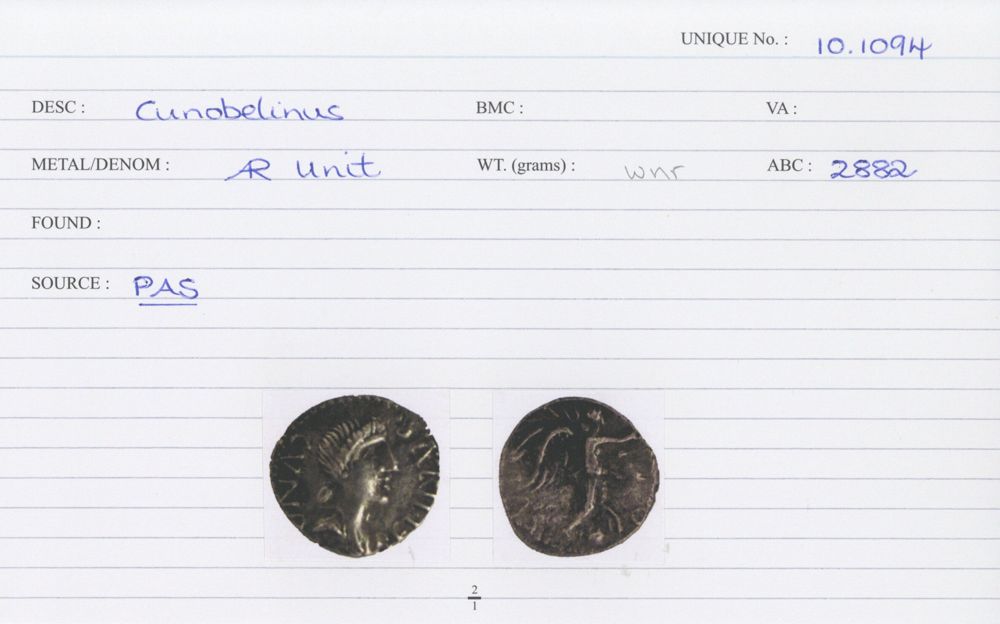 UNIQUE No. : 10.1094
DESC : Cunobelinus BMC : VA :
METAL/DENOM : AR Unit WT. (grams) : wnr ABC : 2882
FOUND :
SOURCE : PAS
2
1